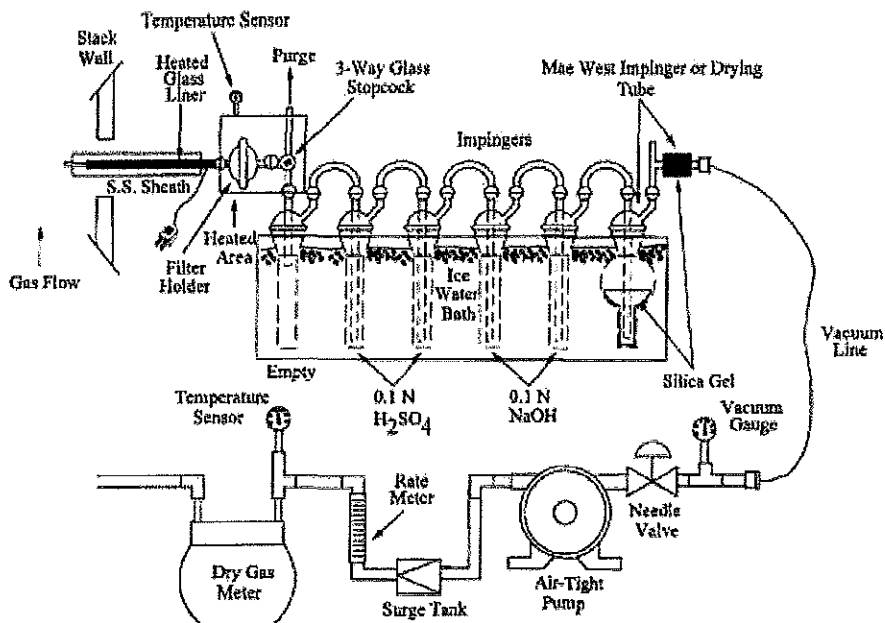 Temperature Sensor
Stack
Wall
Heated
Glass
Liner
Purge
3-Way Glass
Stopcock
Mae West Impinger or Drying
Tube
Impingers
S.S. Sheath
Heated
Area
Filter
Holder
Gas Flow
Ice
Water
Bath
Empty
0.1 N
H2SO4
0.1 N
NaOH
Silica Gel
Vacuum
Line
Temperature
Sensor
Vacuum
Gauge
Rate
Meter
Needle
Valve
Dry Gas
Meter
Surge Tank
Air-Tight
Pump